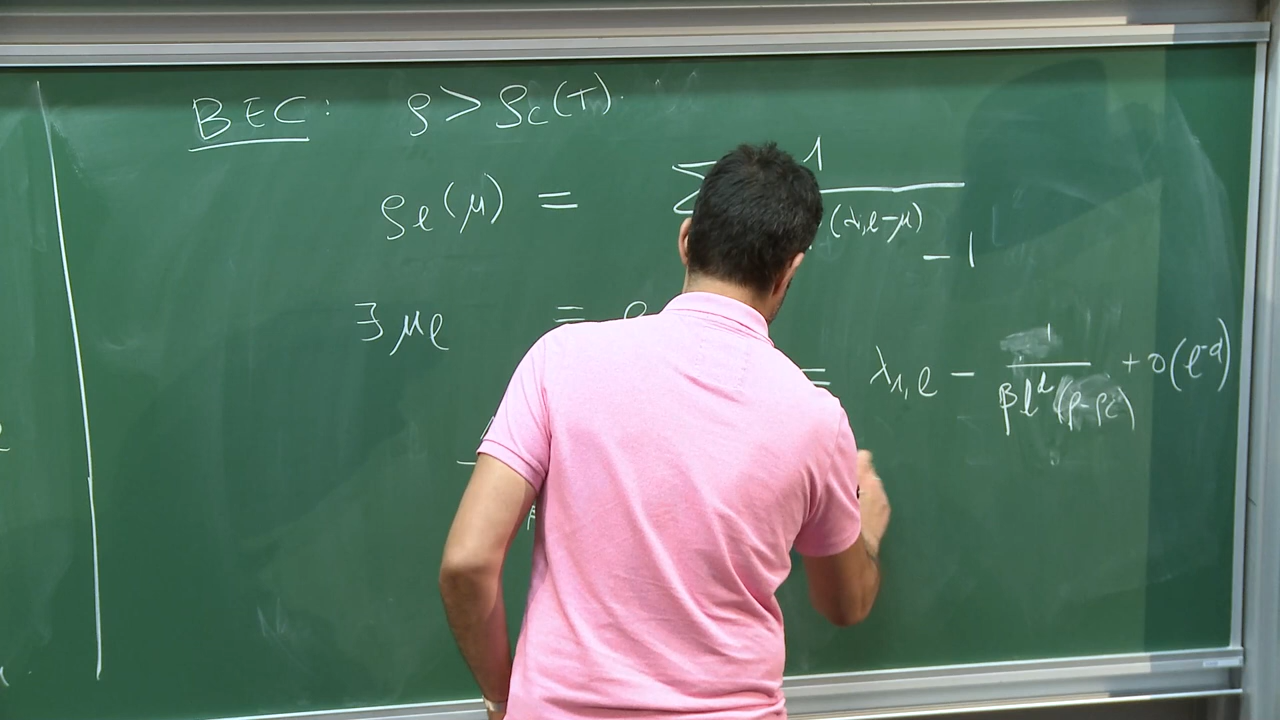 BEC: ρ > ρc(T).
ρℓ(μ) = Σ 1 (λ,ℓ-μ) - 1
∃ μℓ = = λ1,ℓ - 1/(βℓ^d(ρ-ρc)) + o(ℓ^-d)